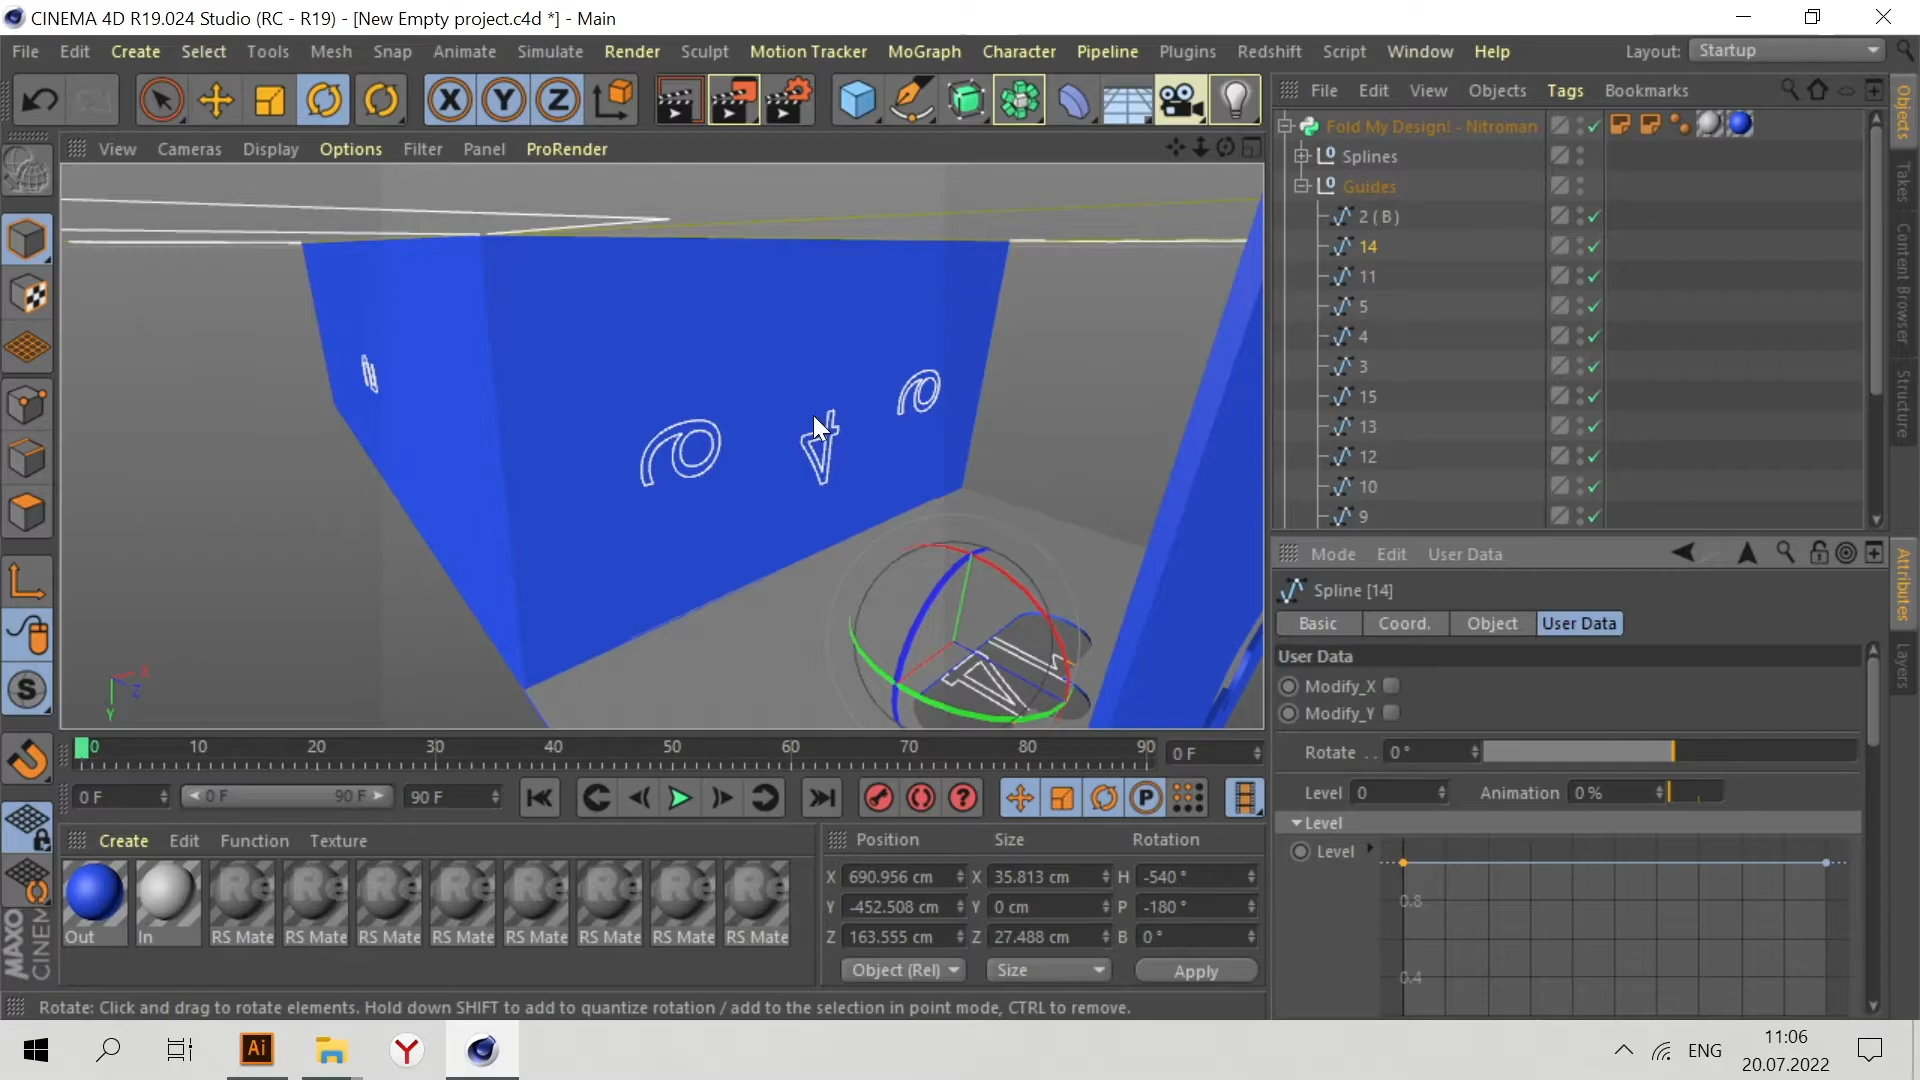 CINEMA 4D R19.024 Studio (RC - R19) - [New Empty project.c4d *] - Main
File Edit Create Select Tools Mesh Snap Animate Simulate Render Sculpt Motion Tracker MoGraph Character Pipeline Plugins Redshift Script Window Help Layout: Startup
X Y Z
File Edit View Objects Tags Bookmarks
View Cameras Display Options Filter Panel ProRender
Fold My Design! - Nitroman
Splines
Guides
2 ( B )
14
11
5
4
3
15
13
12
10
9
Objects
Takes
Content Browser
Structure
Mode Edit User Data
Spline [14]
Basic Coord. Object User Data
User Data
Modify_X
Modify_Y
Rotate . . 0 °
Level 0 Animation 0 %
Level
Level
0.8
0.4
Attributes
Layers
X
Z
Y
0 10 20 30 40 50 60 70 80 90 0 F
0 F 0 F 90 F 90 F
P
Create Edit Function Texture
Position Size Rotation
X 690.956 cm X 35.813 cm H -540 °
Y -452.508 cm Y 0 cm P -180 °
Z 163.555 cm Z 27.488 cm B 0 °
Object (Rel) Size Apply
Out In RS Mate RS Mate RS Mate RS Mate RS Mate RS Mate RS Mate RS Mate
MAXO
CINEM
Rotate: Click and drag to rotate elements. Hold down SHIFT to add to quantize rotation / add to the selection in point mode, CTRL to remove.
Ai
ENG
11:06
20.07.2022